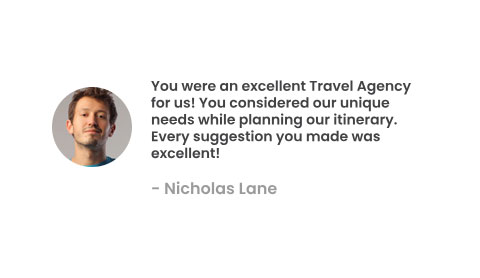 You were an excellent Travel Agency
for us! You considered our unique
needs while planning our itinerary.
Every suggestion you made was
excellent!
- Nicholas Lane